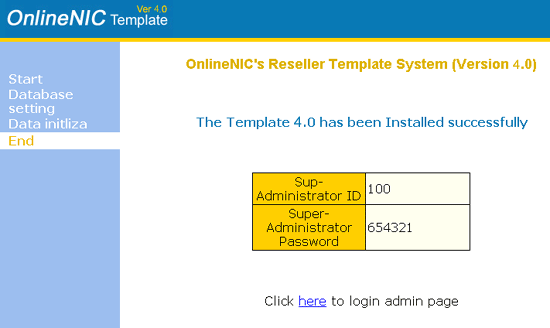 Ver 4.0
OnlineNIC Template
OnlineNIC's Reseller Template System (Version 4.0)
Start
Database
setting
Data initliza
End
The Template 4.0 has been Installed successfully
Sup-
Administrator ID 100
Super-
Administrator
Password 654321
Click here to login admin page